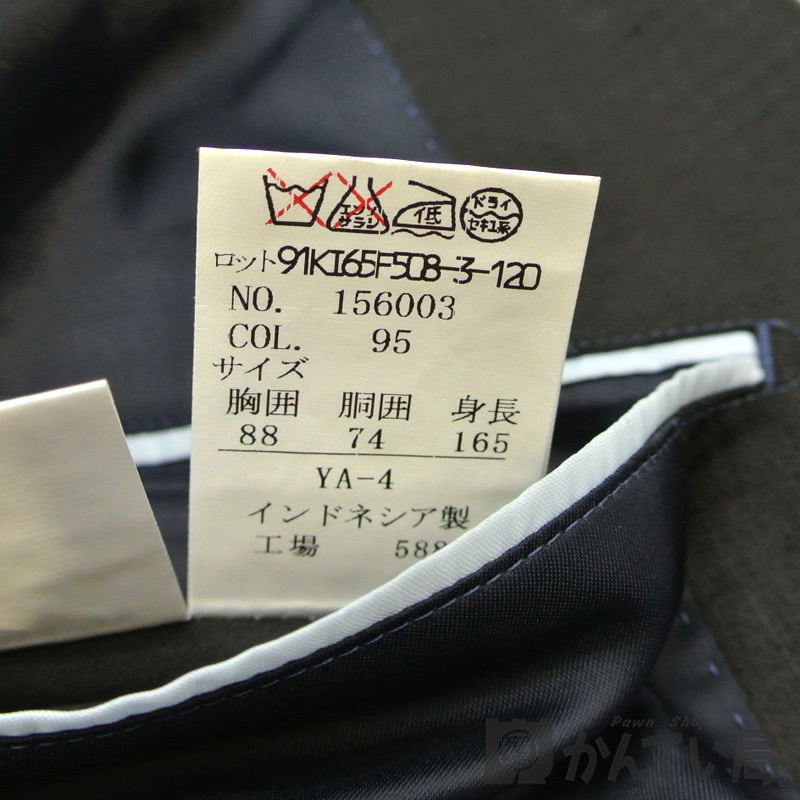 エンソ
サラシ
低
ドライ
セキユ系
ロット91KI65F508-3-120
NO. 156003
COL. 95
サイズ
胸囲 胴囲 身長
88 74 165
YA-4
インドネシア製
工場 588
Pawn Shop
かんてい局